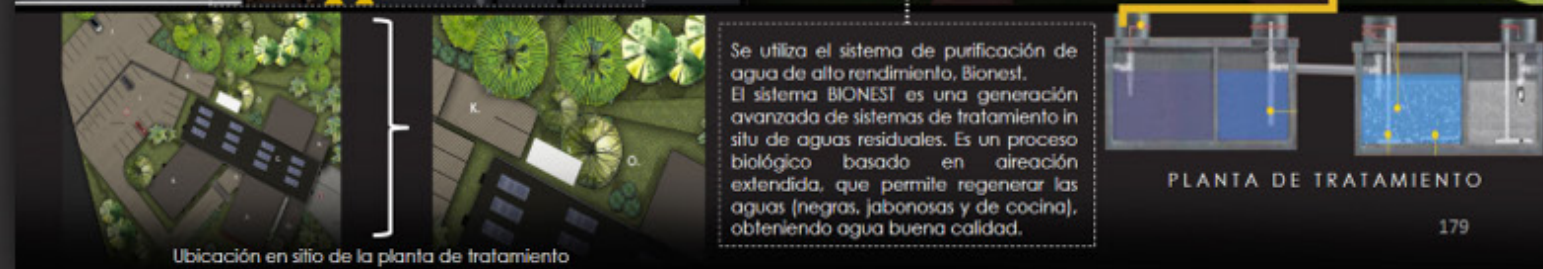 Se utiliza el sistema de purificación de
agua de alto rendimiento, Bionest.
El sistema BIONEST es una generación
avanzada de sistemas de tratamiento in
situ de aguas residuales. Es un proceso
biológico basado en aireación
extendida, que permite regenerar las
aguas (negras, jabonosas y de cocina),
obteniendo agua buena calidad.
K.
O.
Ubicación en sitio de la planta de tratamiento
PLANTA DE TRATAMIENTO
179